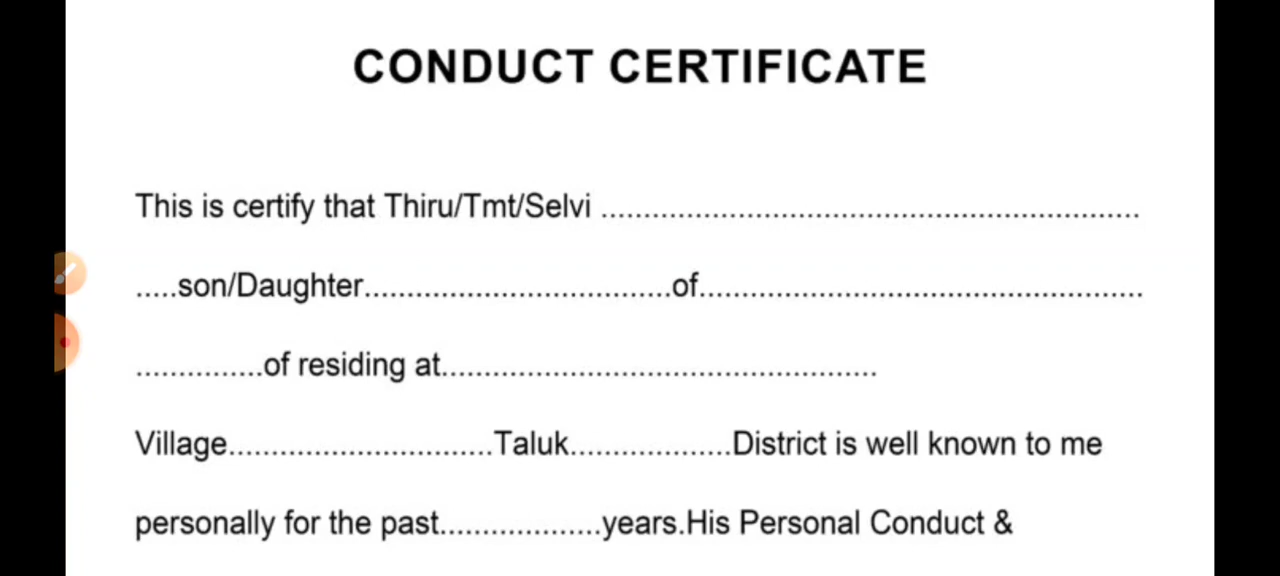 CONDUCT CERTIFICATE
This is certify that Thiru/Tmt/Selvi ...............................................................
.....son/Daughter....................................of....................................................
...............of residing at...................................................
Village...............................Taluk...................District is well known to me
personally for the past...................years.His Personal Conduct &